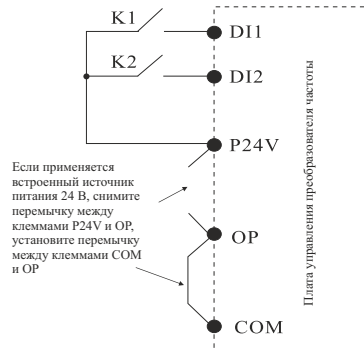 K1
DI1
K2
DI2
P24V
Если применяется
встроенный источник
питания 24 В, снимите
перемычку между
клеммами P24V и OP,
установите перемычку
между клеммами COM
и OP
OP
COM
Плата управления преобразователя частоты